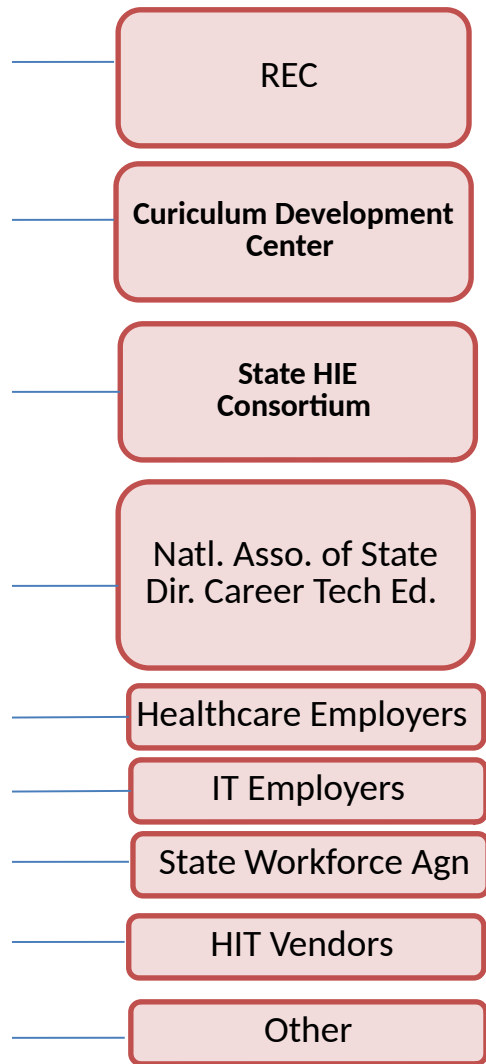 REC
Curiculum Development
Center
State HIE
Consortium
Natl. Asso. of State
Dir. Career Tech Ed.
Healthcare Employers
IT Employers
State Workforce Agn
HIT Vendors
Other